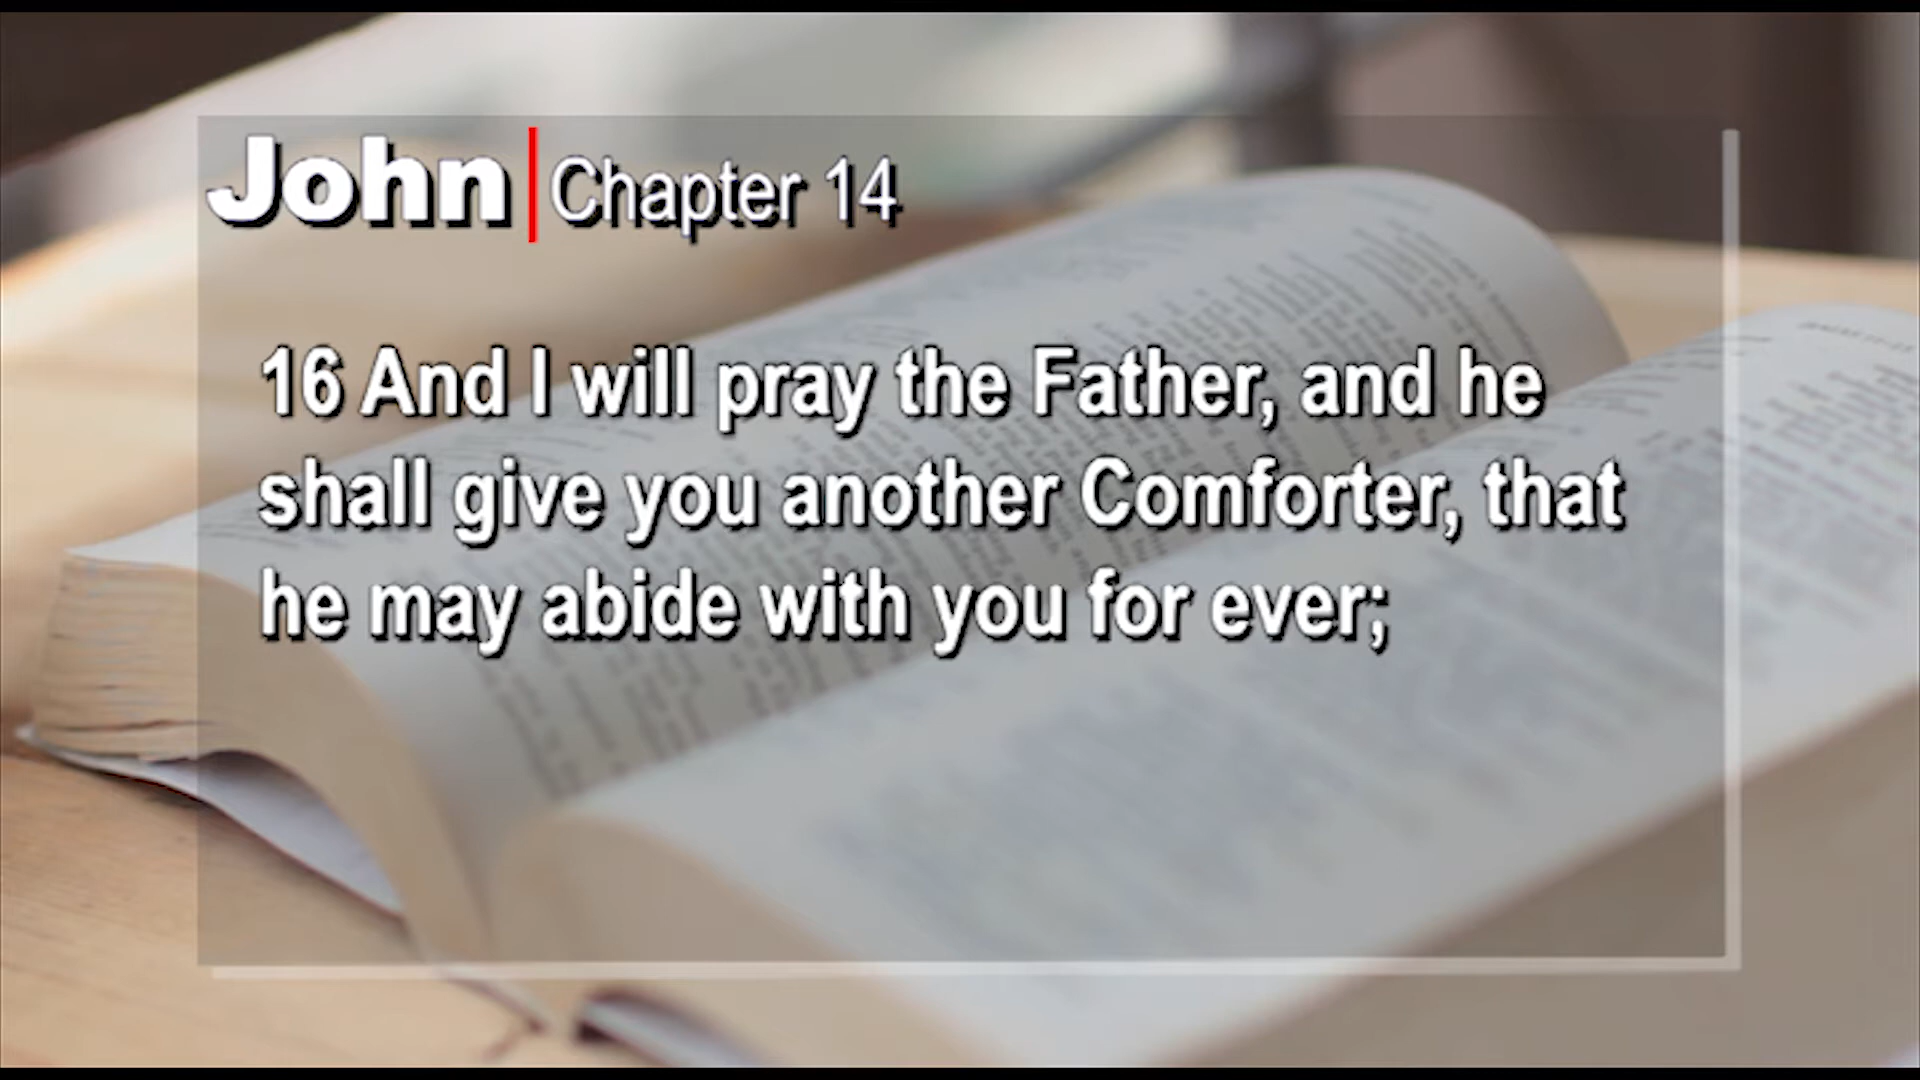 John | Chapter 14
16 And I will pray the Father, and he
shall give you another Comforter, that
he may abide with you for ever;